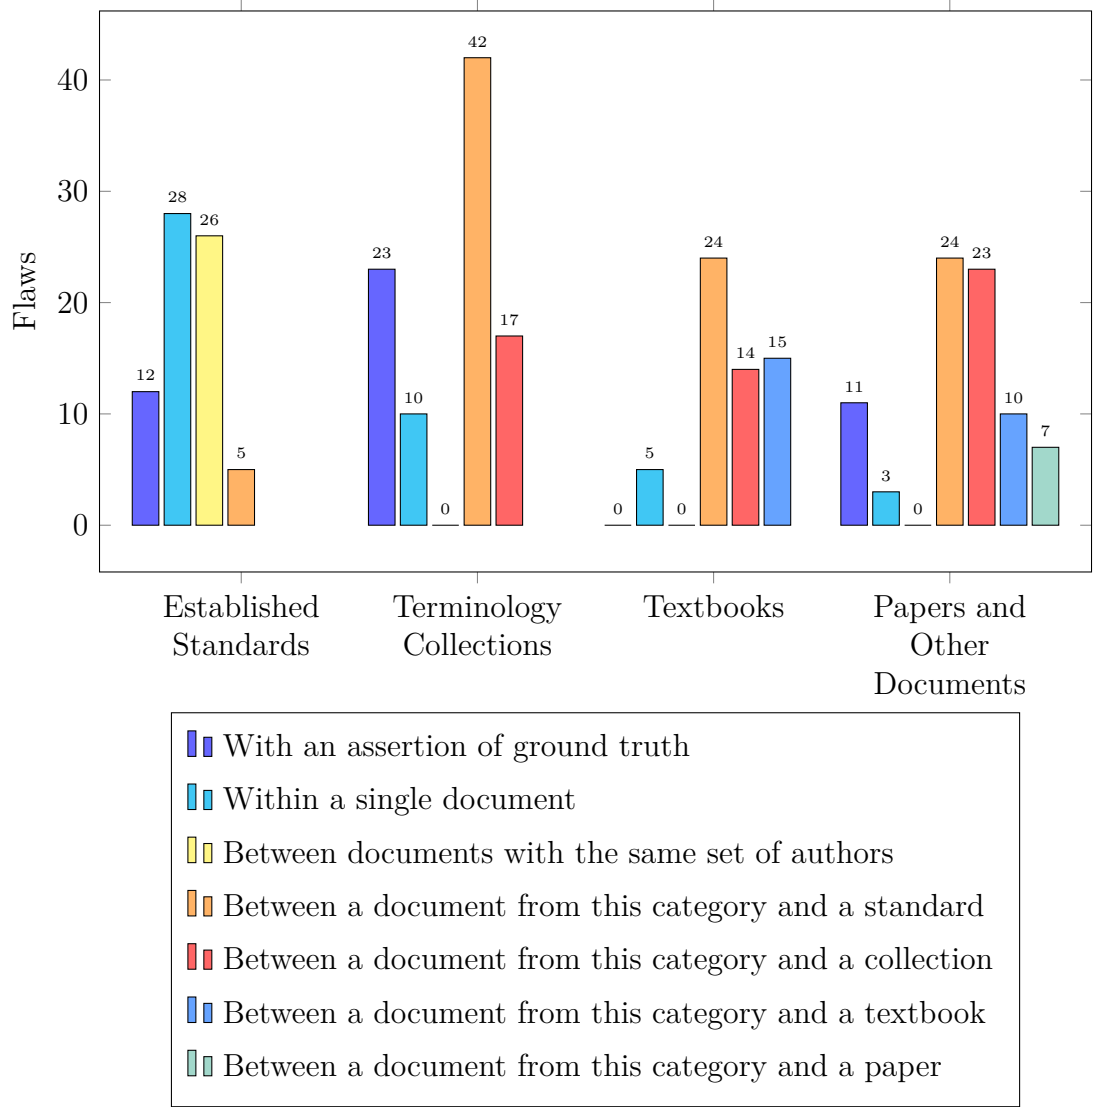 42
40
30
28
26
24
24
23
23
Flaws
20
17
15
14
12
11
10
10
10
7
5
5
3
0
0
0
0
0
Established
Standards
Terminology
Collections
Textbooks
Papers and
Other
Documents
With an assertion of ground truth
Within a single document
Between documents with the same set of authors
Between a document from this category and a standard
Between a document from this category and a collection
Between a document from this category and a textbook
Between a document from this category and a paper